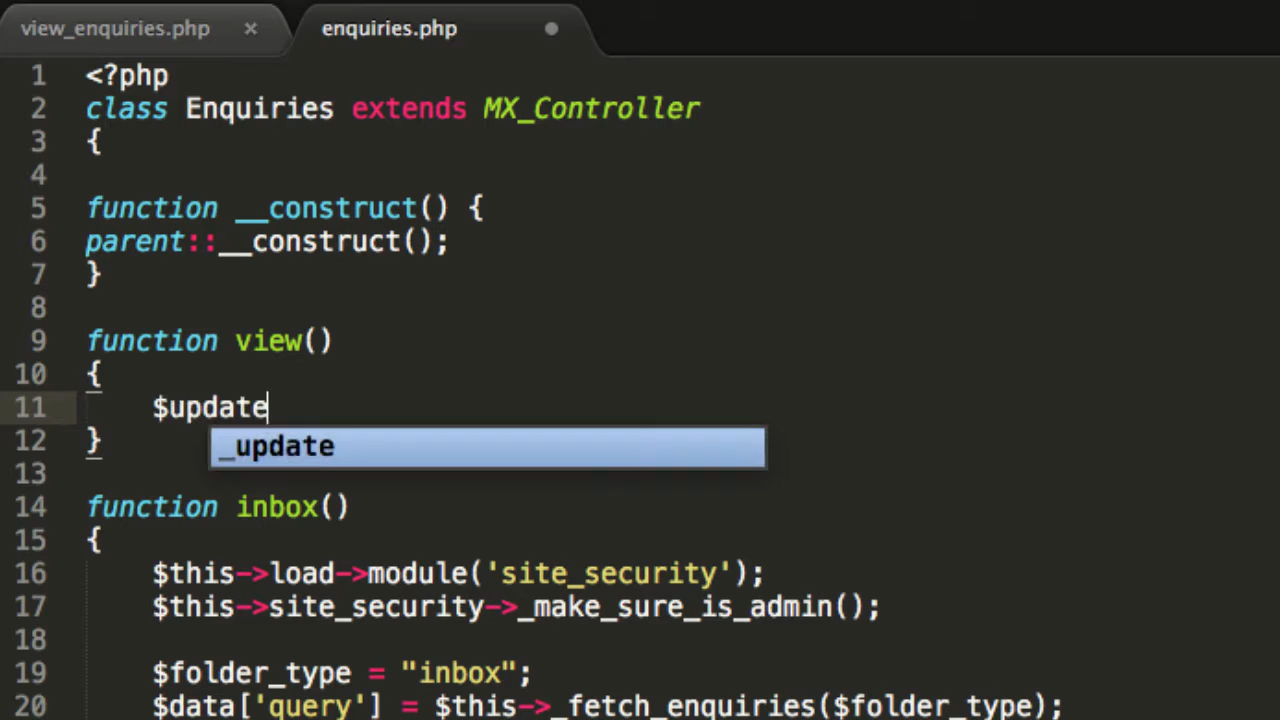 view_enquiries.php × enquiries.php
1 <?php
2 class Enquiries extends MX_Controller
3 {
4
5 function __construct() {
6 parent::__construct();
7 }
8
9 function view()
10 {
11 $update
12 }
_update
13
14 function inbox()
15 {
16 $this->load->module('site_security');
17 $this->site_security->_make_sure_is_admin();
18
19 $folder_type = "inbox";
20 $data['query'] = $this->_fetch_enquiries($folder_type);